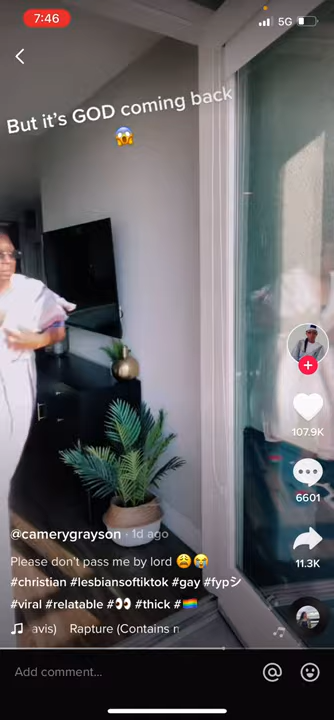 7:46
5G
But it's GOD coming back
😱
107.9K
6601
@camerygrayson · 1d ago
11.3K
Please don't pass me by lord 😩😭
#christian #lesbiansoftiktok #gay #fypシ
#viral #relatable #👀 #thick #🏳️‍🌈
avis) Rapture (Contains
Add comment...